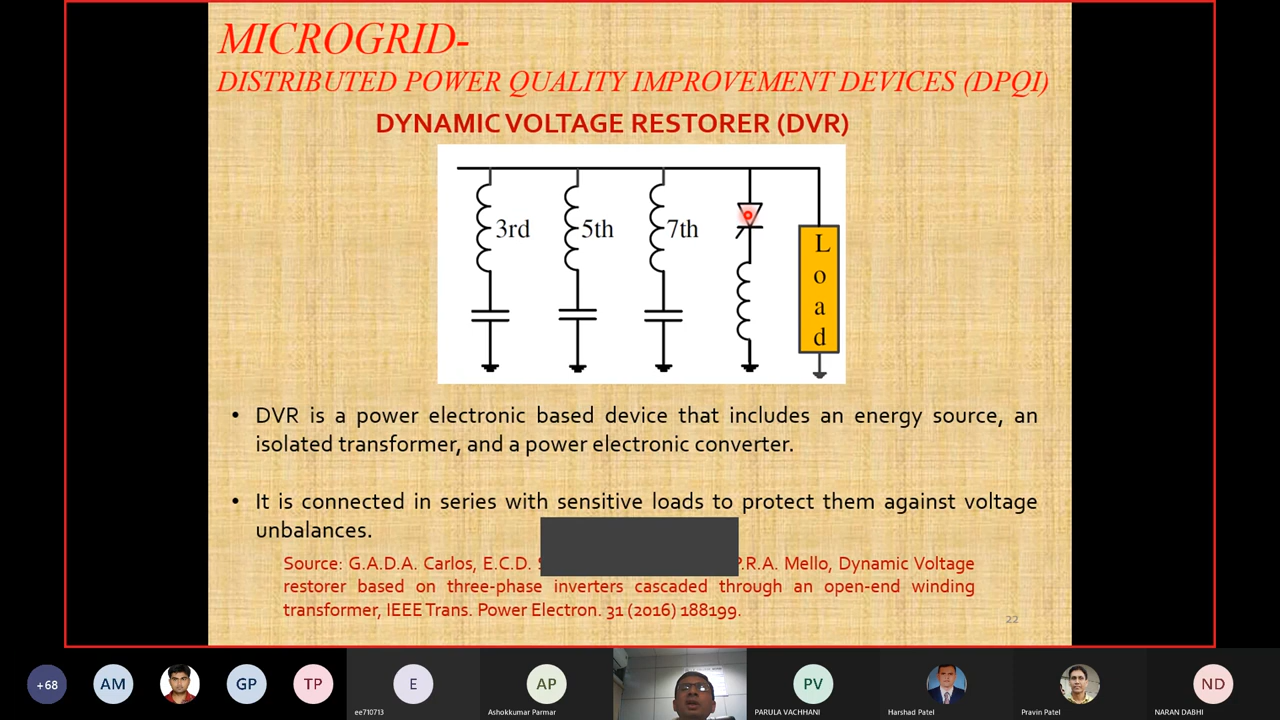 MICROGRID-
DISTRIBUTED POWER QUALITY IMPROVEMENT DEVICES (DPQI)
DYNAMIC VOLTAGE RESTORER (DVR)
3rd
5th
7th
L
o
a
d
• DVR is a power electronic based device that includes an energy source, an
isolated transformer, and a power electronic converter.
• It is connected in series with sensitive loads to protect them against voltage
unbalances.
Source: G.A.D.A. Carlos, E.C.D. P.R.A. Mello, Dynamic Voltage
restorer based on three-phase inverters cascaded through an open-end winding
transformer, IEEE Trans. Power Electron. 31 (2016) 188199.
22
+68
AM
GP
TP
E
AP
PV
ND
ee710713
Ashokkumar Parmar
PARULA VACHHANI
Harshad Patel
Pravin Patel
NARAN DABHI